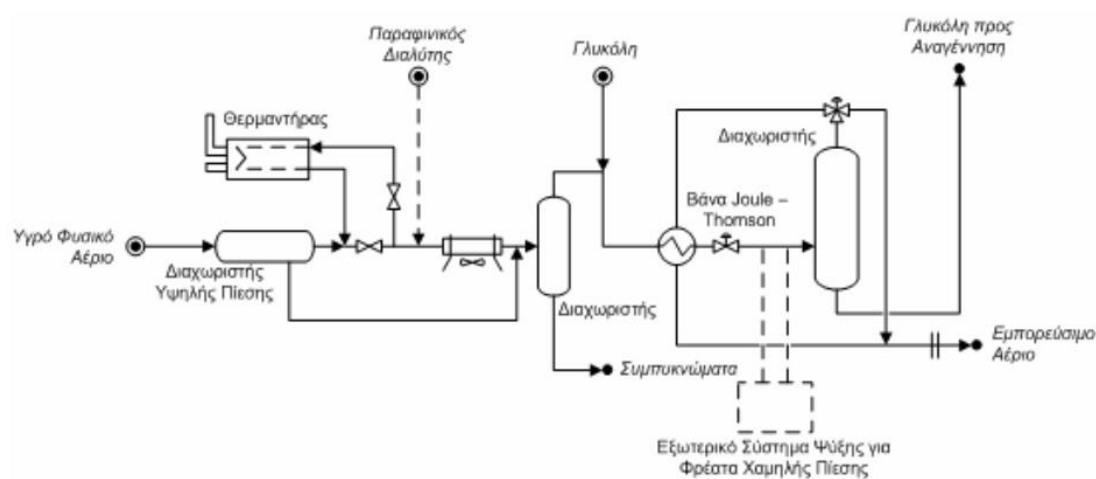 Παραφινικός
Διαλύτης
Γλυκόλη
Γλυκόλη προς
Αναγέννηση
Θερμαντήρας
Διαχωριστής
Βάνα Joule –
Thomson
Υγρό Φυσικό
Αέριο
Διαχωριστής
Υψηλής Πίεσης
Διαχωριστής
Εμπορεύσιμο
Αέριο
Συμπυκνώματα
Εξωτερικό Σύστημα Ψύξης για
Φρέατα Χαμηλής Πίεσης